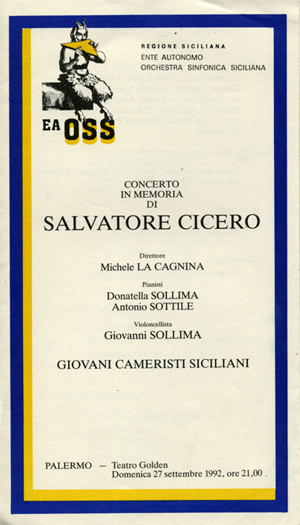 REGIONE SICILIANA
ENTE AUTONOMO
ORCHESTRA SINFONICA SICILIANA
EAOSS
CONCERTO
IN MEMORIA
DI
SALVATORE CICERO
Direttore
Michele LA CAGNINA
Pianisti
Donatella SOLLIMA
Antonio SOTTILE
Violoncellista
Giovanni SOLLIMA
GIOVANI CAMERISTI SICILIANI
PALERMO — Teatro Golden
Domenica 27 settembre 1992, ore 21,00